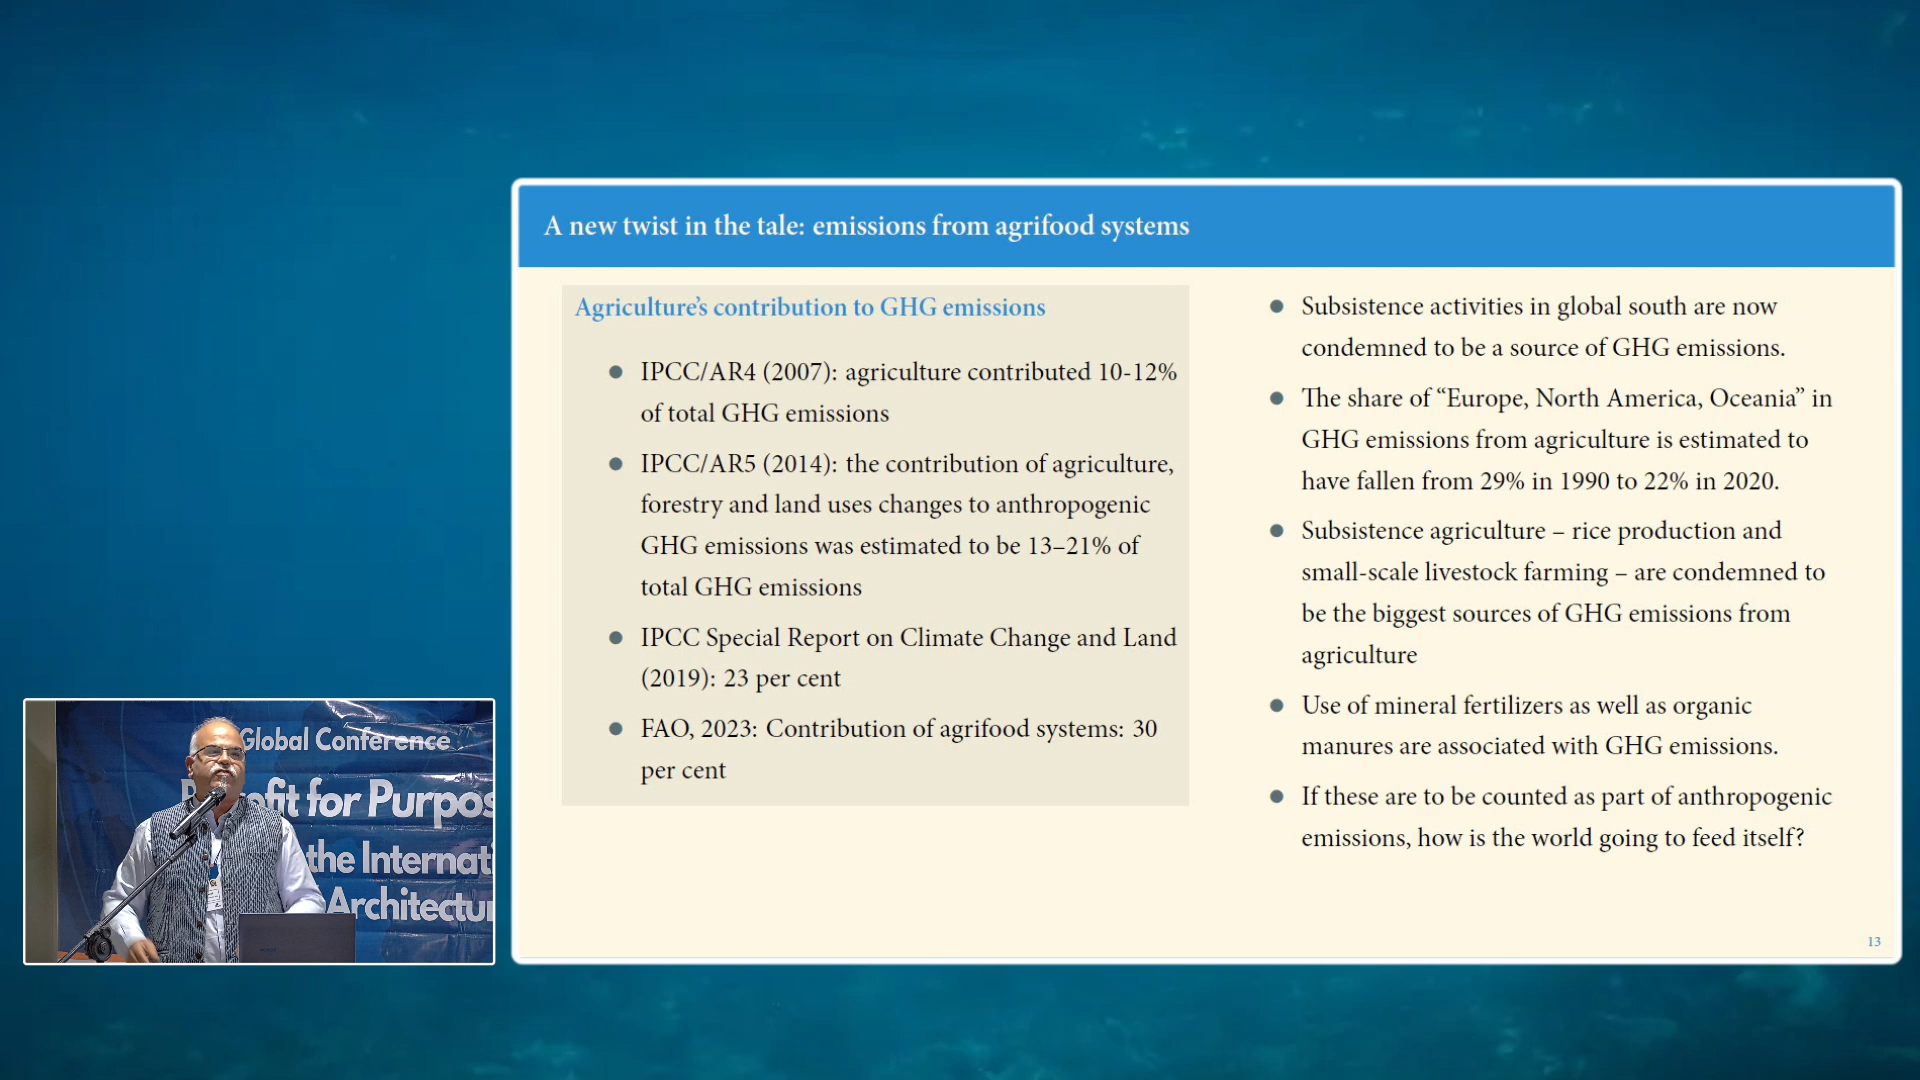 A new twist in the tale: emissions from agrifood systems
Agriculture’s contribution to GHG emissions
● IPCC/AR4 (2007): agriculture contributed 10-12%
of total GHG emissions
● IPCC/AR5 (2014): the contribution of agriculture,
forestry and land uses changes to anthropogenic
GHG emissions was estimated to be 13–21% of
total GHG emissions
● IPCC Special Report on Climate Change and Land
(2019): 23 per cent
● FAO, 2023: Contribution of agrifood systems: 30
per cent
● Subsistence activities in global south are now
condemned to be a source of GHG emissions.
● The share of “Europe, North America, Oceania” in
GHG emissions from agriculture is estimated to
have fallen from 29% in 1990 to 22% in 2020.
● Subsistence agriculture – rice production and
small-scale livestock farming – are condemned to
be the biggest sources of GHG emissions from
agriculture
● Use of mineral fertilizers as well as organic
manures are associated with GHG emissions.
● If these are to be counted as part of anthropogenic
emissions, how is the world going to feed itself?
13
Global Conference
for Purpos
the Internati
Architectu